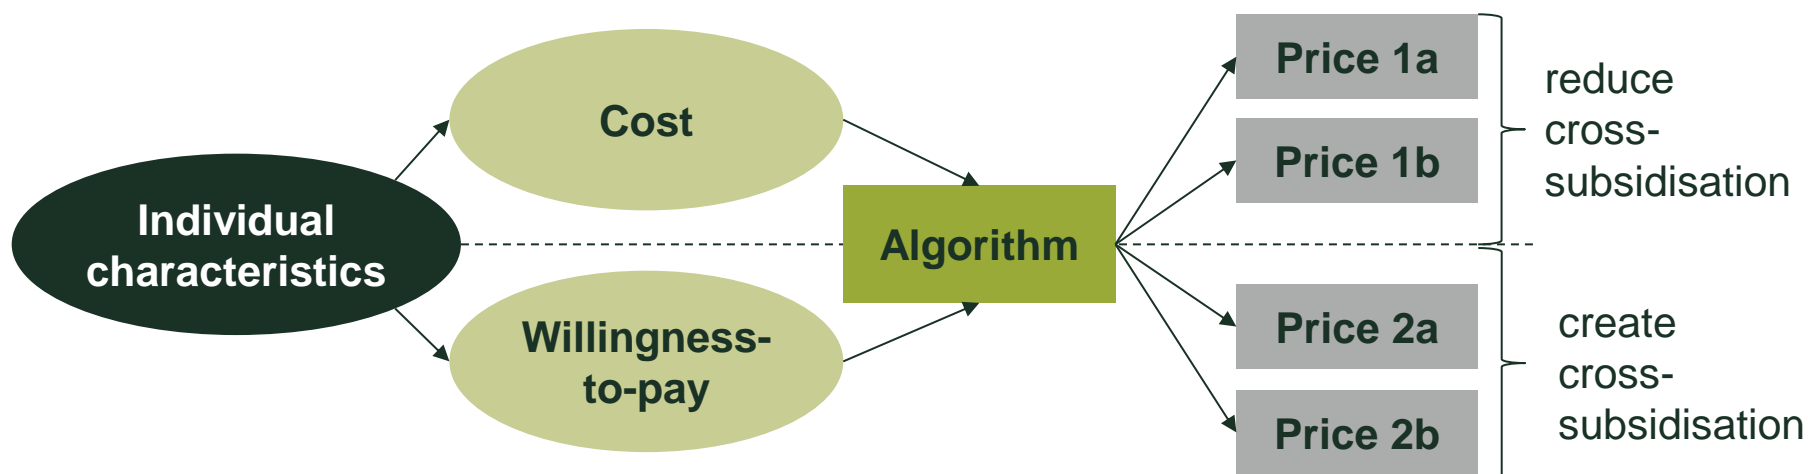 Individual
characteristics
Cost
Willingness-
to-pay
Algorithm
Price 1a
Price 1b
Price 2a
Price 2b
reduce
cross-
subsidisation
create
cross-
subsidisation